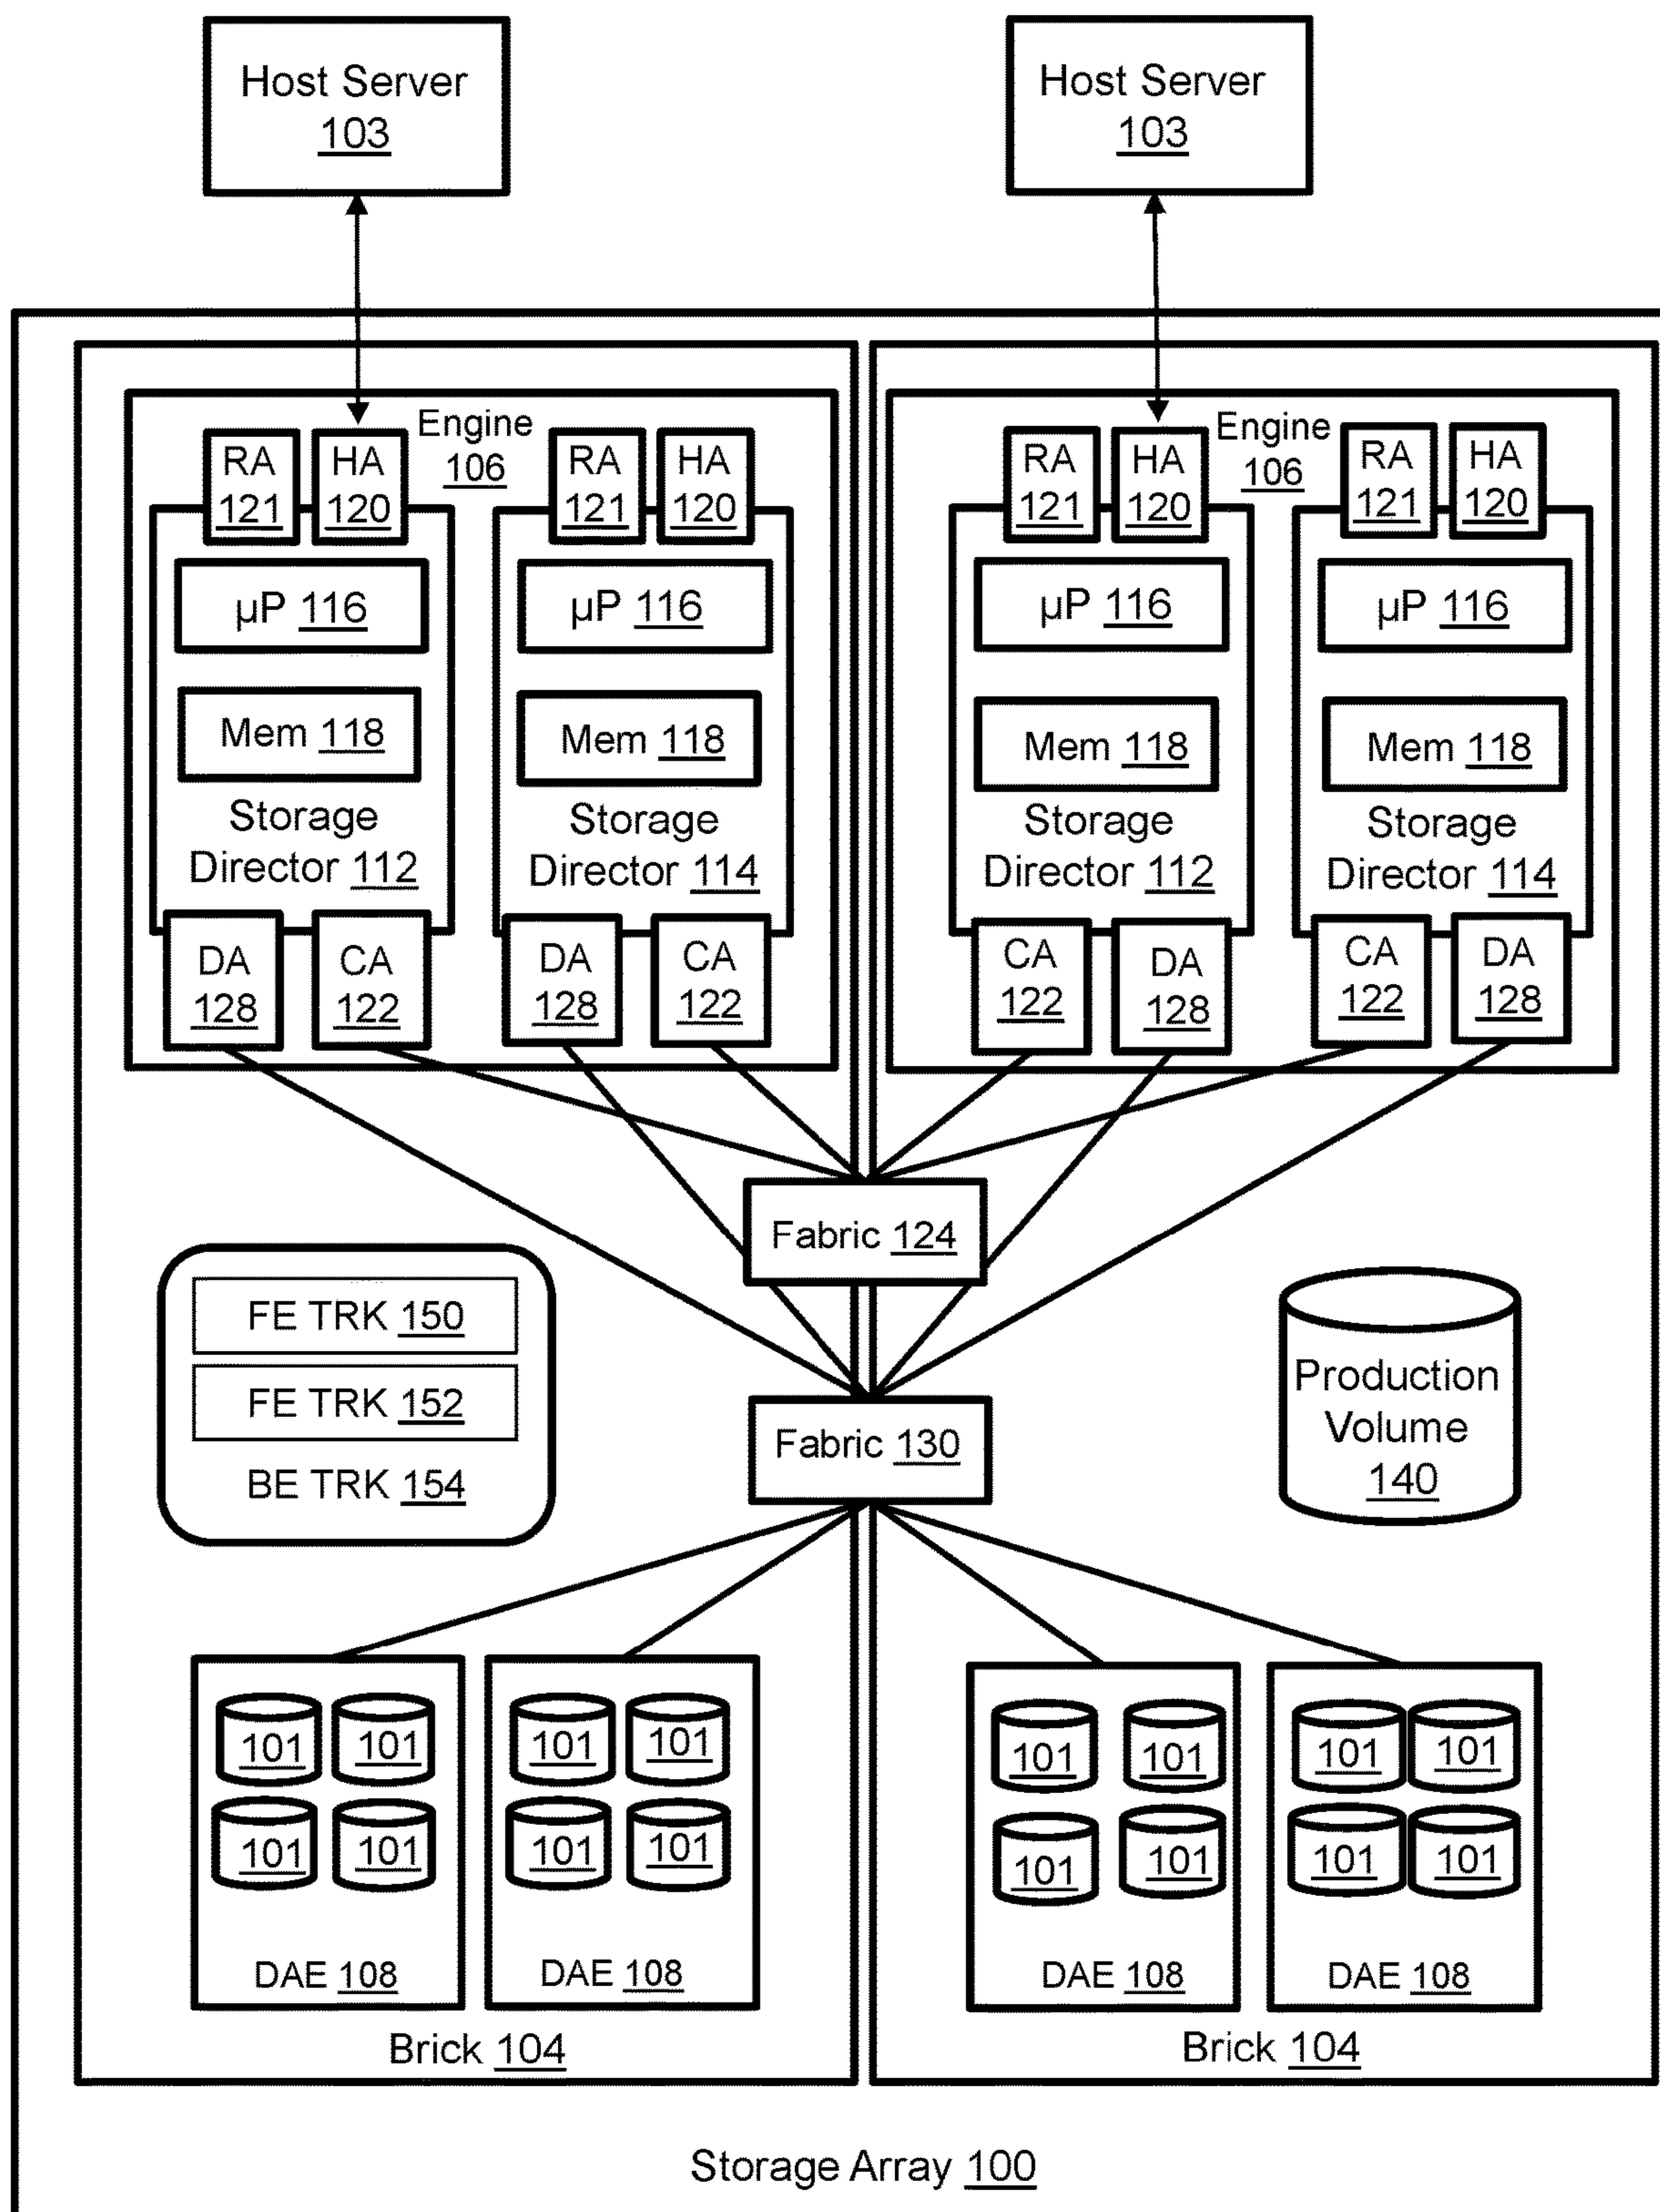 Host Server
103
Host Server
103
Engine
106
RA
121
HA
120
RA
121
HA
120
µP 116
µP 116
Mem 118
Mem 118
Storage
Director 112
Storage
Director 114
DA
128
CA
122
DA
128
CA
122
Engine
106
RA
121
HA
120
RA
121
HA
120
µP 116
µP 116
Mem 118
Mem 118
Storage
Director 112
Storage
Director 114
CA
122
DA
128
CA
122
DA
128
Fabric 124
FE TRK 150
FE TRK 152
BE TRK 154
Fabric 130
Production
Volume
140
101 101
101 101
DAE 108
101 101
101 101
DAE 108
101 101
101 101
DAE 108
101 101
101 101
DAE 108
Brick 104
Brick 104
Storage Array 100